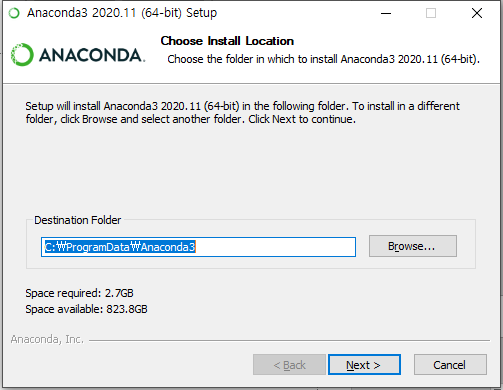 Anaconda3 2020.11 (64-bit) Setup
ANACONDA.
Choose Install Location
Choose the folder in which to install Anaconda3 2020.11 (64-bit).
Setup will install Anaconda3 2020.11 (64-bit) in the following folder. To install in a different
folder, click Browse and select another folder. Click Next to continue.
Destination Folder
C:₩ProgramData₩Anaconda3
Browse...
Space required: 2.7GB
Space available: 823.8GB
Anaconda, Inc.
< Back
Next >
Cancel